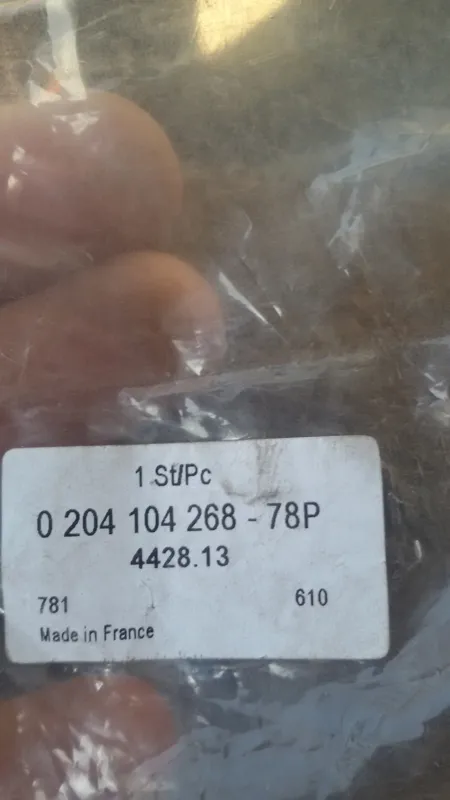 1 St/Pc
0 204 104 268 - 78P
4428.13
781 610
Made in France